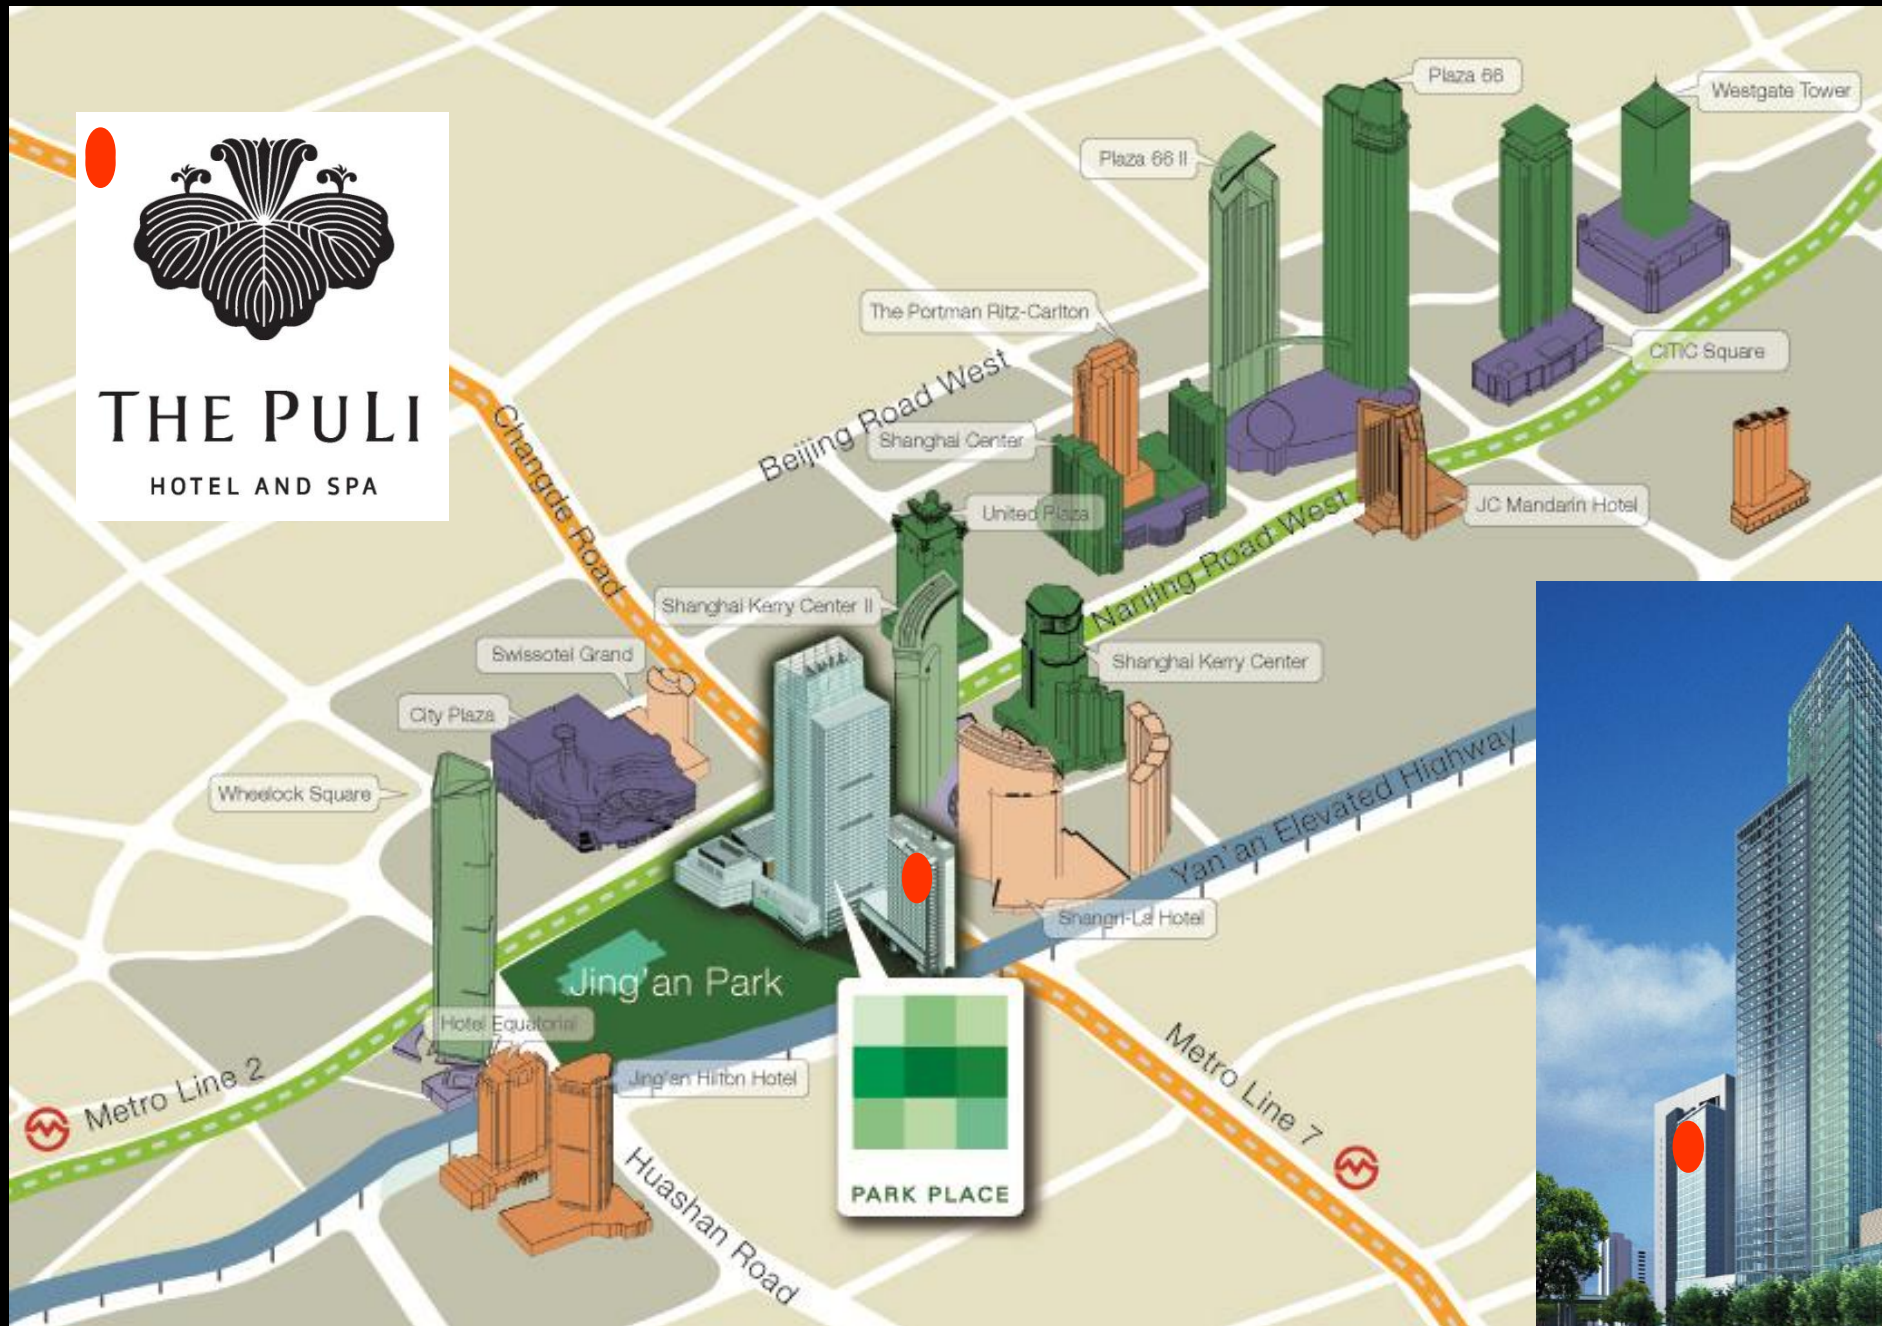 Plaza 66
Westgate Tower
Plaza 66 II
The Portman Ritz-Carlton
CITIC Square
Beijing Road West
THE PULI
HOTEL AND SPA
Changde Road
Shanghai Center
United Plaza
Nanjing Road West
JC Mandarin Hotel
Shanghai Kerry Center II
Swissotel Grand
Shanghai Kerry Center
City Plaza
Wheelock Square
Yan'an Elevated Highway
Shangri-La Hotel
Jing'an Park
Hotel Equatorial
Jing'an Hilton Hotel
Metro Line 2
Metro Line 7
PARK PLACE
Huashan Road